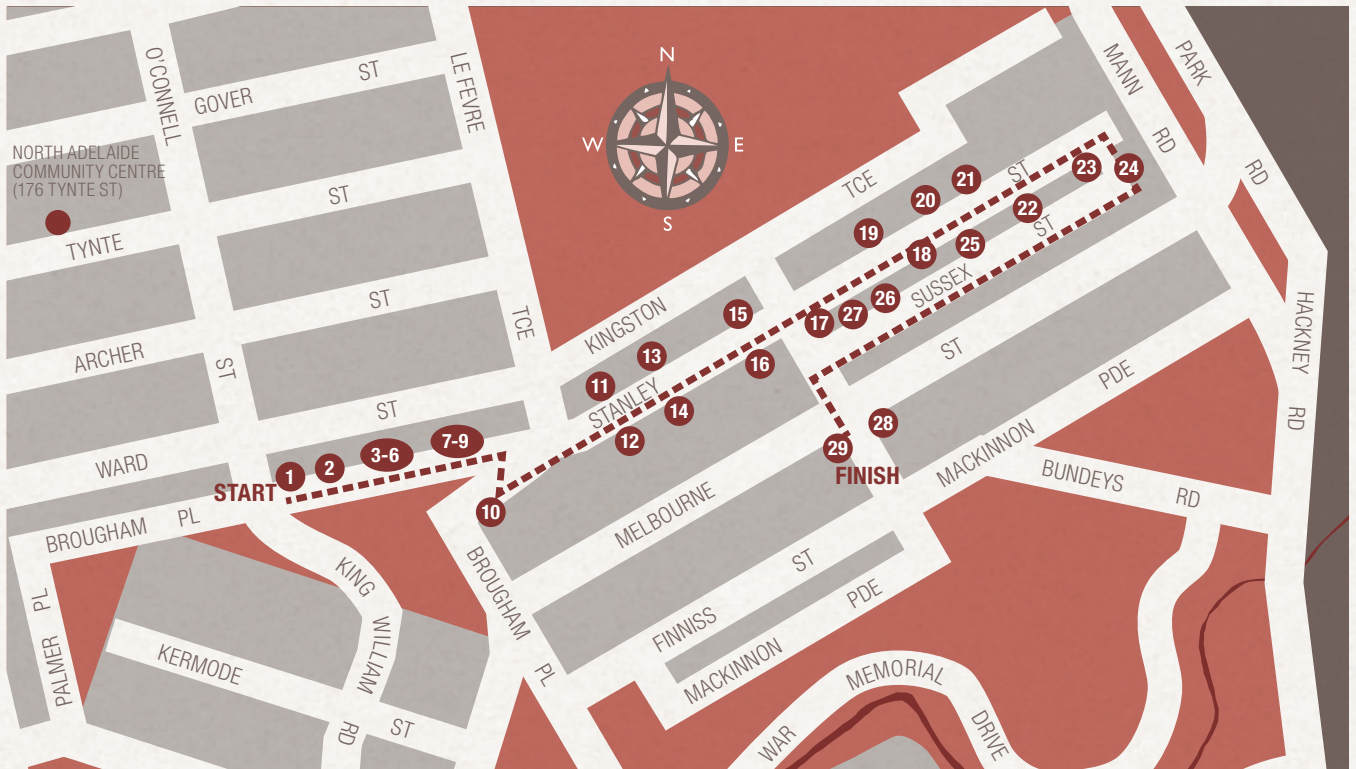 N
W
E
S
O'CONNELL
ST
GOVER
ST
LE FEVRE
TCE
MANN
RD
PARK
RD
NORTH ADELAIDE
COMMUNITY CENTRE
(176 TYNTE ST)
TYNTE
ST
ARCHER
ST
WARD
ST
TCE
KINGSTON
STANLEY
ST
SUSSEX
ST
HACKNEY
RD
1
2
3-6
7-9
10
11
12
13
14
15
16
17
18
19
20
21
22
23
24
25
26
27
28
29
START
FINISH
BROUGHAM
PL
MELBOURNE
ST
MACKINNON
PDE
BUNDEYS
RD
KING
WILLIAM
RD
BROUGHAM
PL
FINNISS
ST
MACKINNON
PDE
PALMER
PL
KERMODE
ST
WAR
MEMORIAL
DRIVE